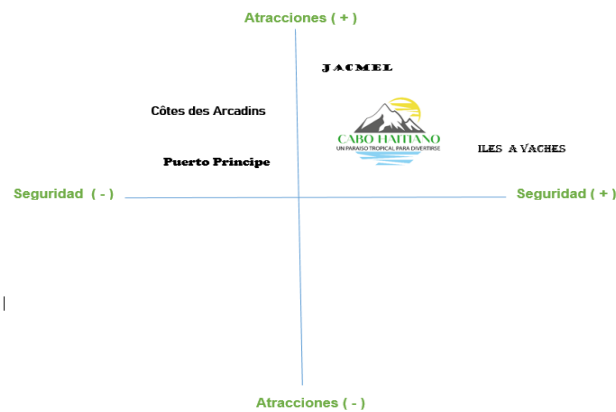 Atracciones ( + )
JACMEL
Côtes des Arcadins
CABO HAITIANO
UN PARAISO TROPICAL PARA DIVERTIRSE
ILES A VACHES
Puerto Principe
Seguridad ( - )
Seguridad ( + )
Atracciones ( - )